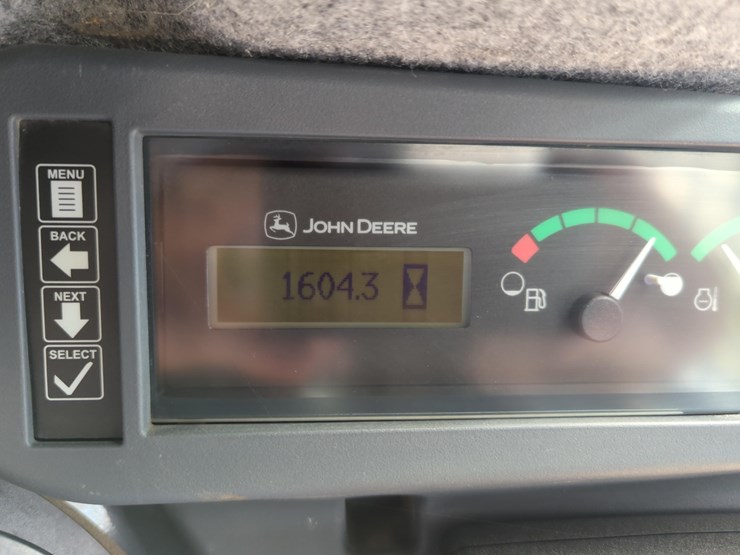 MENU
BACK
NEXT
SELECT
JOHN DEERE
1604.3